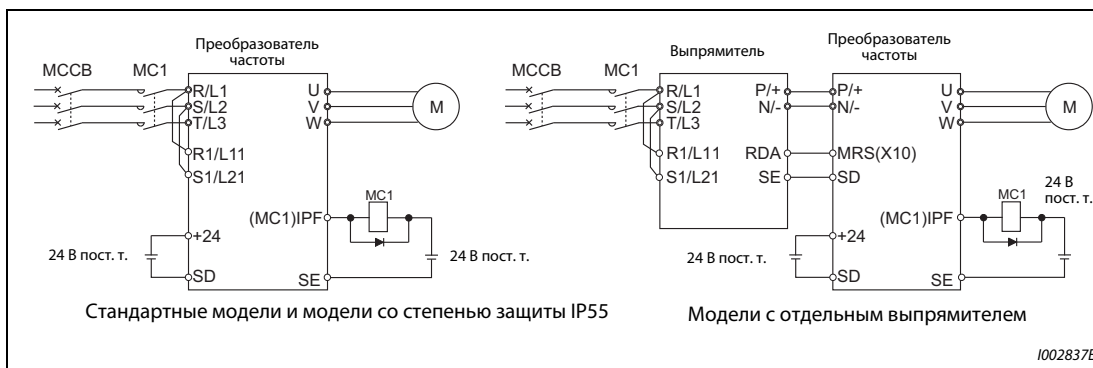 Преобразователь
частоты
MCCB
MC1
R/L1
S/L2
T/L3
R1/L11
S1/L21
U
V
W
M
(MC1)IPF
MC1
+24
24 В пост. т.
SD
SE
24 В пост. т.
Стандартные модели и модели со степенью защиты IP55
Выпрямитель
Преобразователь
частоты
MCCB
MC1
R/L1
S/L2
T/L3
R1/L11
S1/L21
P/+
N/-
RDA
SE
P/+
N/-
MRS(X10)
SD
U
V
W
M
(MC1)IPF
MC1
24 В
пост. т.
+24
24 В пост. т.
SD
SE
Модели с отдельным выпрямителем
I002837E